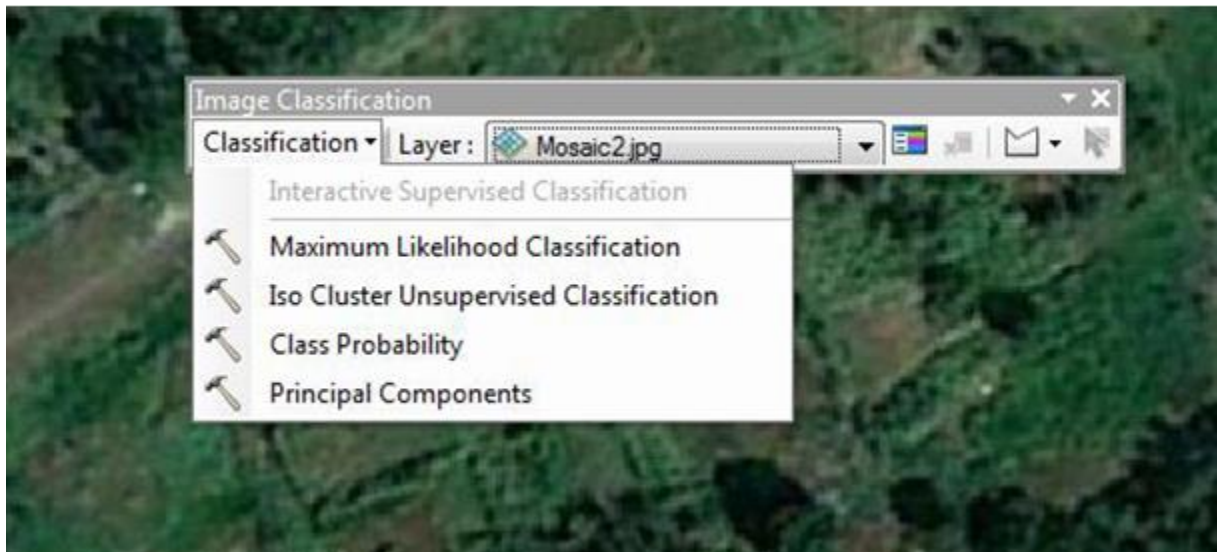 Image Classification
Classification Layer : Mosaic2.jpg
Interactive Supervised Classification
Maximum Likelihood Classification
Iso Cluster Unsupervised Classification
Class Probability
Principal Components